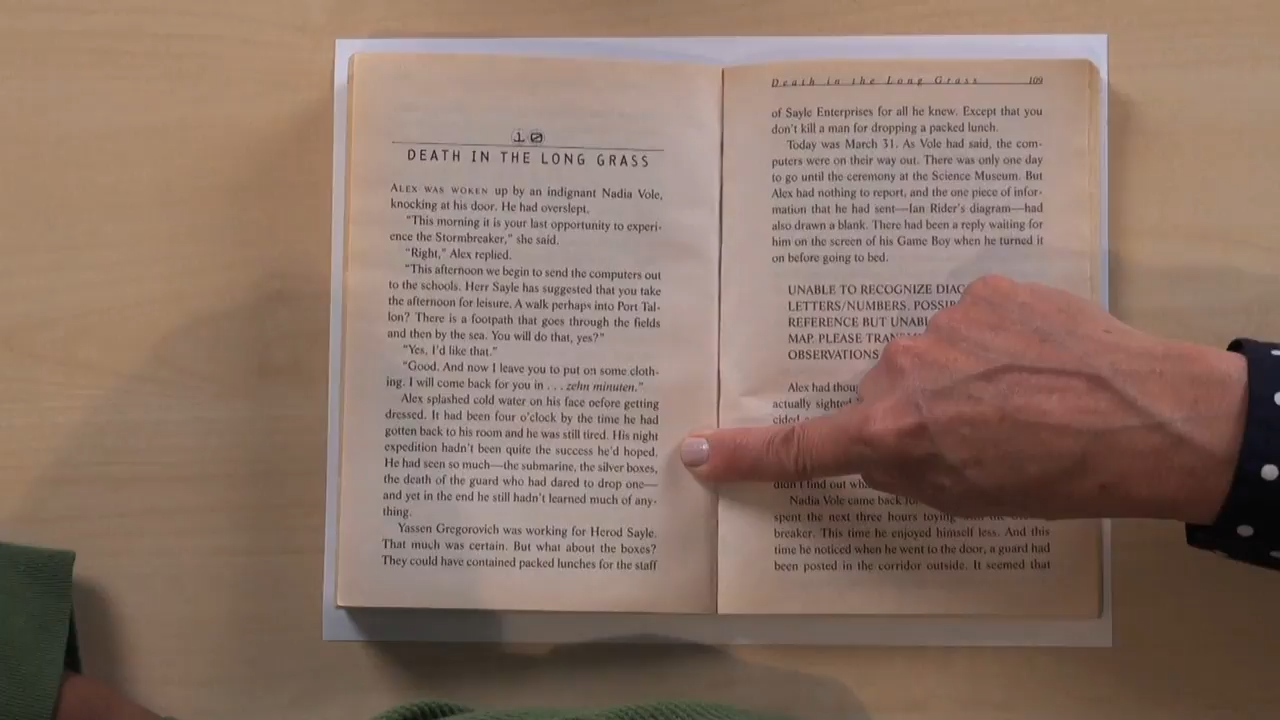 10
DEATH IN THE LONG GRASS
ALEX WAS WOKEN up by an indignant Nadia Vole,
knocking at his door. He had overslept.
"This morning it is your last opportunity to experi-
ence the Stormbreaker," she said.
"Right," Alex replied.
"This afternoon we begin to send the computers out
to the schools. Herr Sayle has suggested that you take
the afternoon for leisure. A walk perhaps into Port Tal-
lon? There is a footpath that goes through the fields
and then by the sea. You will do that, yes?"
"Yes, I'd like that."
"Good. And now I leave you to put on some cloth-
ing. I will come back for you in . . . zehn minuten."
Alex splashed cold water on his face before getting
dressed. It had been four o'clock by the time he had
gotten back to his room and he was still tired. His night
expedition hadn't been quite the success he'd hoped.
He had seen so much—the submarine, the silver boxes,
the death of the guard who had dared to drop one—
and yet in the end he still hadn't learned much of any-
thing.
Yassen Gregorovich was working for Herod Sayle.
That much was certain. But what about the boxes?
They could have contained packed lunches for the staff
Death in the Long Grass 109
of Sayle Enterprises for all he knew. Except that you
don't kill a man for dropping a packed lunch.
Today was March 31. As Vole had said, the com-
puters were on their way out. There was only one day
to go until the ceremony at the Science Museum. But
Alex had nothing to report, and the one piece of infor-
mation that he had sent—Ian Rider's diagram—had
also drawn a blank. There had been a reply waiting for
him on the screen of his Game Boy when he turned it
on before going to bed.
UNABLE TO RECOGNIZE
LETTERS/NUMBERS.
REFERENCE BUT
MAP. PLEASE
OBSERVATIONS
Alex had
actually sighted
didn't find out
Nadia Vole came back
spent the next three hours toying
breaker. This time he enjoyed himself less. And this
time he noticed when he went to the door, a guard had
been posted in the corridor outside. It seemed that